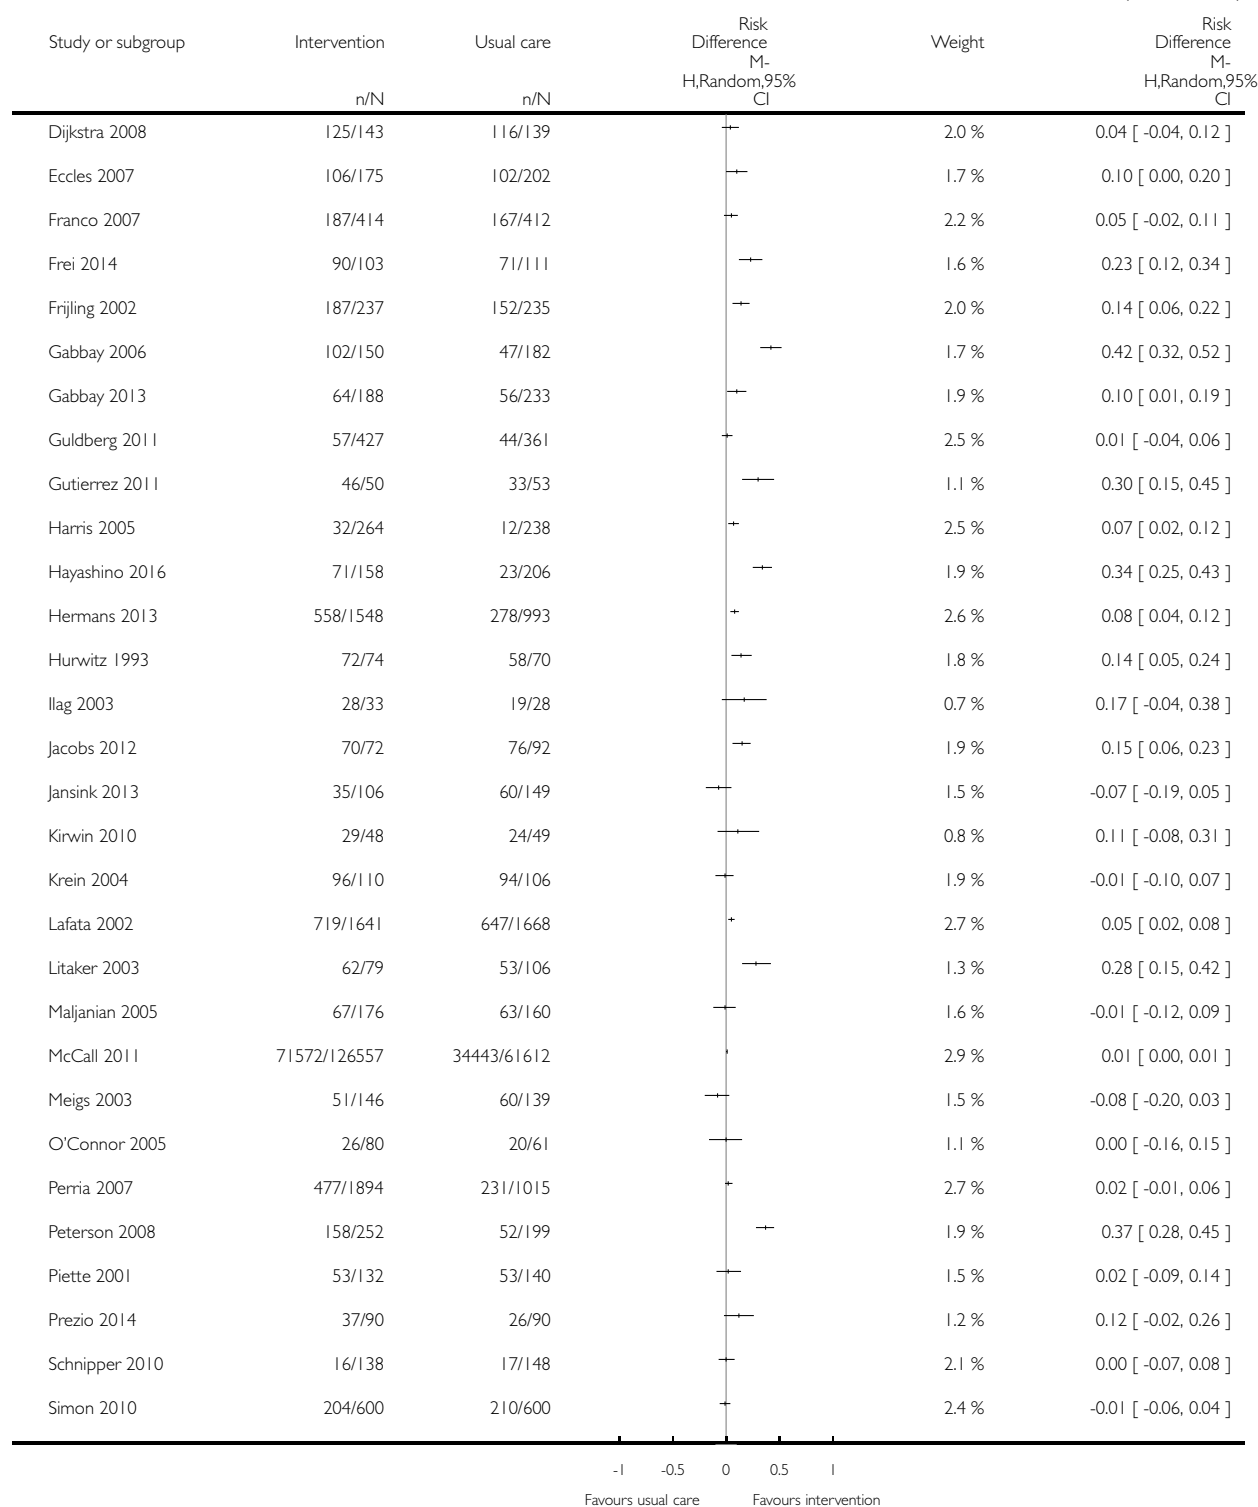 Risk Risk
Study or subgroup Intervention Usual care Difference Weight Difference
M- M-
H,Random,95% H,Random,95%
n/N n/N CI CI
Dijkstra 2008 125/143 116/139 2.0 % 0.04 [ -0.04, 0.12 ]
Eccles 2007 106/175 102/202 1.7 % 0.10 [ 0.00, 0.20 ]
Franco 2007 187/414 167/412 2.2 % 0.05 [ -0.02, 0.11 ]
Frei 2014 90/103 71/111 1.6 % 0.23 [ 0.12, 0.34 ]
Frijling 2002 187/237 152/235 2.0 % 0.14 [ 0.06, 0.22 ]
Gabbay 2006 102/150 47/182 1.7 % 0.42 [ 0.32, 0.52 ]
Gabbay 2013 64/188 56/233 1.9 % 0.10 [ 0.01, 0.19 ]
Guldberg 2011 57/427 44/361 2.5 % 0.01 [ -0.04, 0.06 ]
Gutierrez 2011 46/50 33/53 1.1 % 0.30 [ 0.15, 0.45 ]
Harris 2005 32/264 12/238 2.5 % 0.07 [ 0.02, 0.12 ]
Hayashino 2016 71/158 23/206 1.9 % 0.34 [ 0.25, 0.43 ]
Hermans 2013 558/1548 278/993 2.6 % 0.08 [ 0.04, 0.12 ]
Hurwitz 1993 72/74 58/70 1.8 % 0.14 [ 0.05, 0.24 ]
Ilag 2003 28/33 19/28 0.7 % 0.17 [ -0.04, 0.38 ]
Jacobs 2012 70/72 76/92 1.9 % 0.15 [ 0.06, 0.23 ]
Jansink 2013 35/106 60/149 1.5 % -0.07 [ -0.19, 0.05 ]
Kirwin 2010 29/48 24/49 0.8 % 0.11 [ -0.08, 0.31 ]
Krein 2004 96/110 94/106 1.9 % -0.01 [ -0.10, 0.07 ]
Lafata 2002 719/1641 647/1668 2.7 % 0.05 [ 0.02, 0.08 ]
Litaker 2003 62/79 53/106 1.3 % 0.28 [ 0.15, 0.42 ]
Maljanian 2005 67/176 63/160 1.6 % -0.01 [ -0.12, 0.09 ]
McCall 2011 71572/126557 34443/61612 2.9 % 0.01 [ 0.00, 0.01 ]
Meigs 2003 51/146 60/139 1.5 % -0.08 [ -0.20, 0.03 ]
O'Connor 2005 26/80 20/61 1.1 % 0.00 [ -0.16, 0.15 ]
Perria 2007 477/1894 231/1015 2.7 % 0.02 [ -0.01, 0.06 ]
Peterson 2008 158/252 52/199 1.9 % 0.37 [ 0.28, 0.45 ]
Piette 2001 53/132 53/140 1.5 % 0.02 [ -0.09, 0.14 ]
Prezio 2014 37/90 26/90 1.2 % 0.12 [ -0.02, 0.26 ]
Schnipper 2010 16/138 17/148 2.1 % 0.00 [ -0.07, 0.08 ]
Simon 2010 204/600 210/600 2.4 % -0.01 [ -0.06, 0.04 ]
-1 -0.5 0 0.5 1
Favours usual care Favours intervention